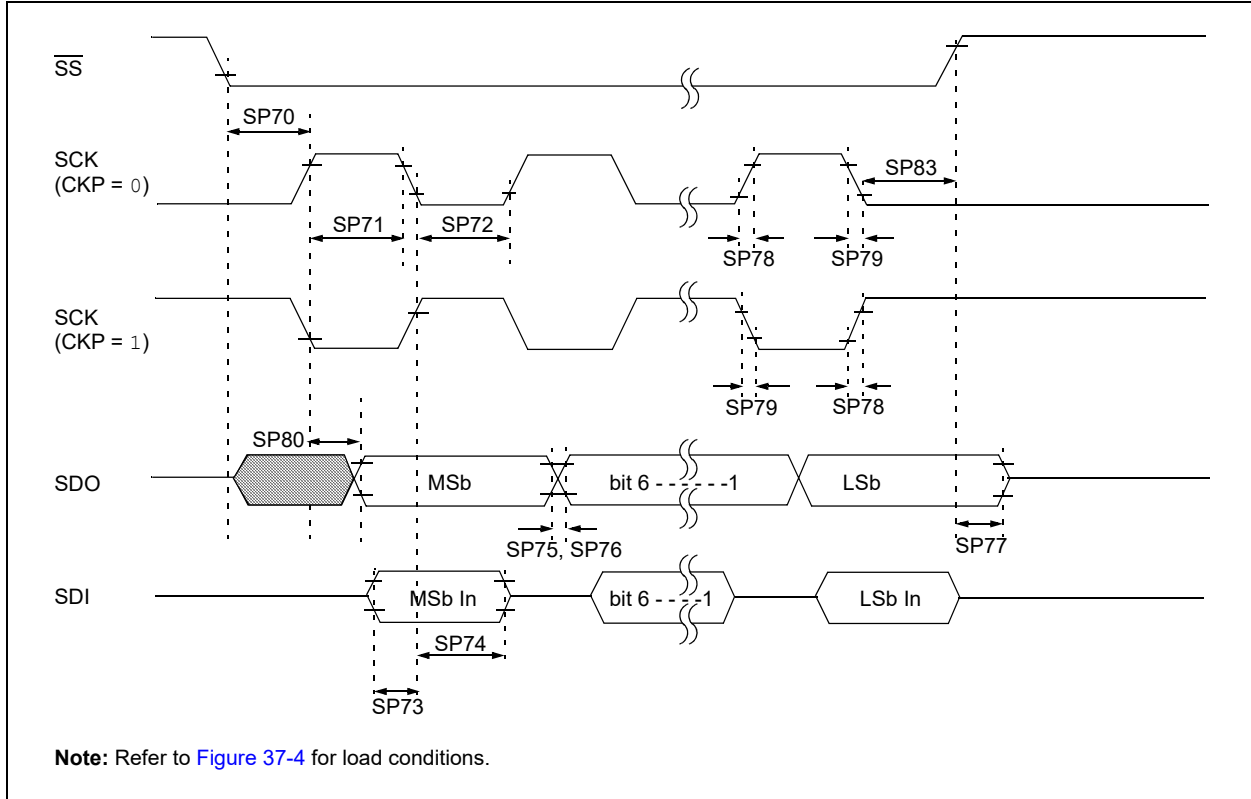 SS
SP70
SCK
(CKP = 0)
SP83
SP71
SP72
SP78
SP79
SCK
(CKP = 1)
SP79
SP78
SP80
SDO
MSb
bit 6 - - - - - -1
LSb
SP75, SP76
SP77
SDI
MSb In
bit 6 - - - -1
LSb In
SP74
SP73
Note: Refer to Figure 37-4 for load conditions.